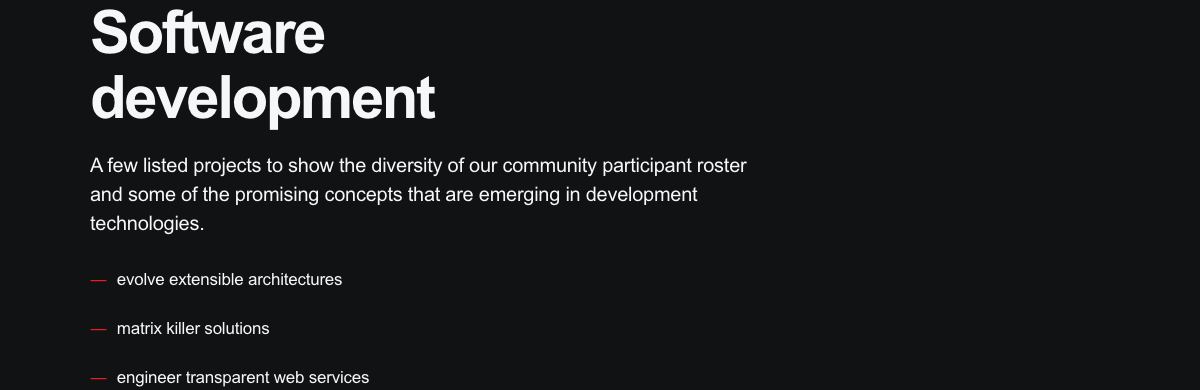 Software
development
A few listed projects to show the diversity of our community participant roster
and some of the promising concepts that are emerging in development
technologies.
— evolve extensible architectures
— matrix killer solutions
— engineer transparent web services